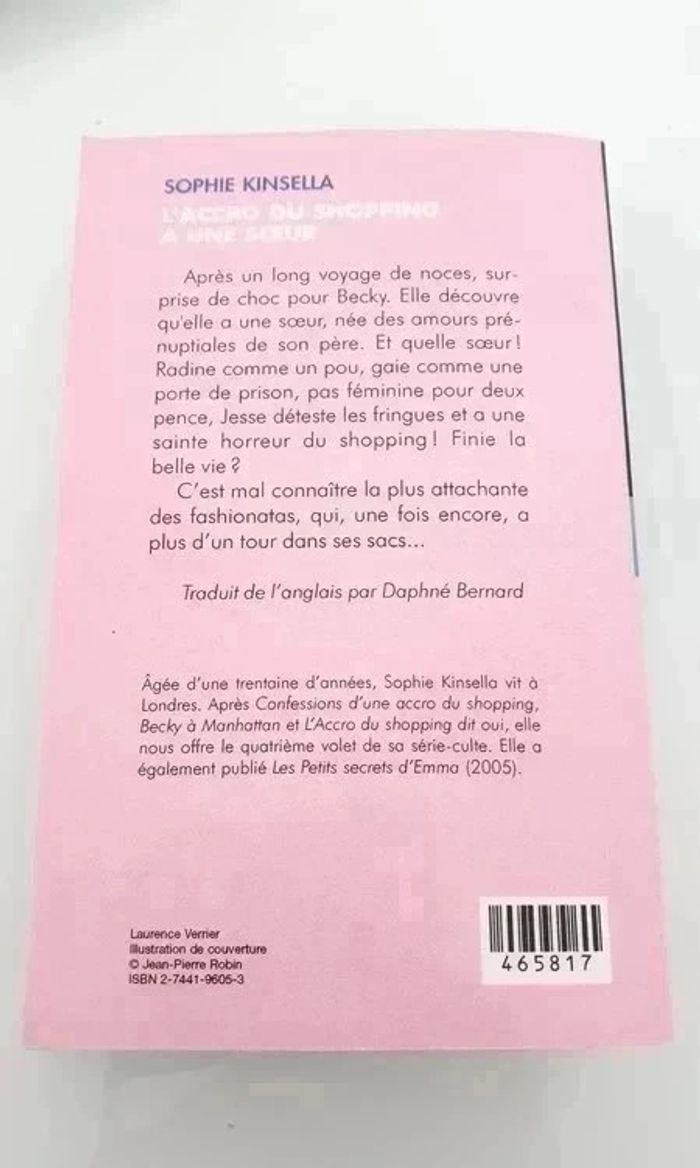 SOPHIE KINSELLA
L'ACCRO DU SHOPPING
A UNE SŒUR
Après un long voyage de noces, sur-
prise de choc pour Becky. Elle découvre
qu'elle a une sœur, née des amours pré-
nuptiales de son père. Et quelle sœur !
Radine comme un pou, gaie comme une
porte de prison, pas féminine pour deux
pence, Jesse déteste les fringues et a une
sainte horreur du shopping ! Finie la
belle vie ?
C'est mal connaître la plus attachante
des fashionatas, qui, une fois encore, a
plus d'un tour dans ses sacs...
Traduit de l'anglais par Daphné Bernard
Âgée d'une trentaine d'années, Sophie Kinsella vit à
Londres. Après Confessions d'une accro du shopping,
Becky à Manhattan et L'Accro du shopping dit oui, elle
nous offre le quatrième volet de sa série-culte. Elle a
également publié Les Petits secrets d'Emma (2005).
Laurence Verrier
Illustration de couverture
© Jean-Pierre Robin
ISBN 2-7441-9605-3
465817